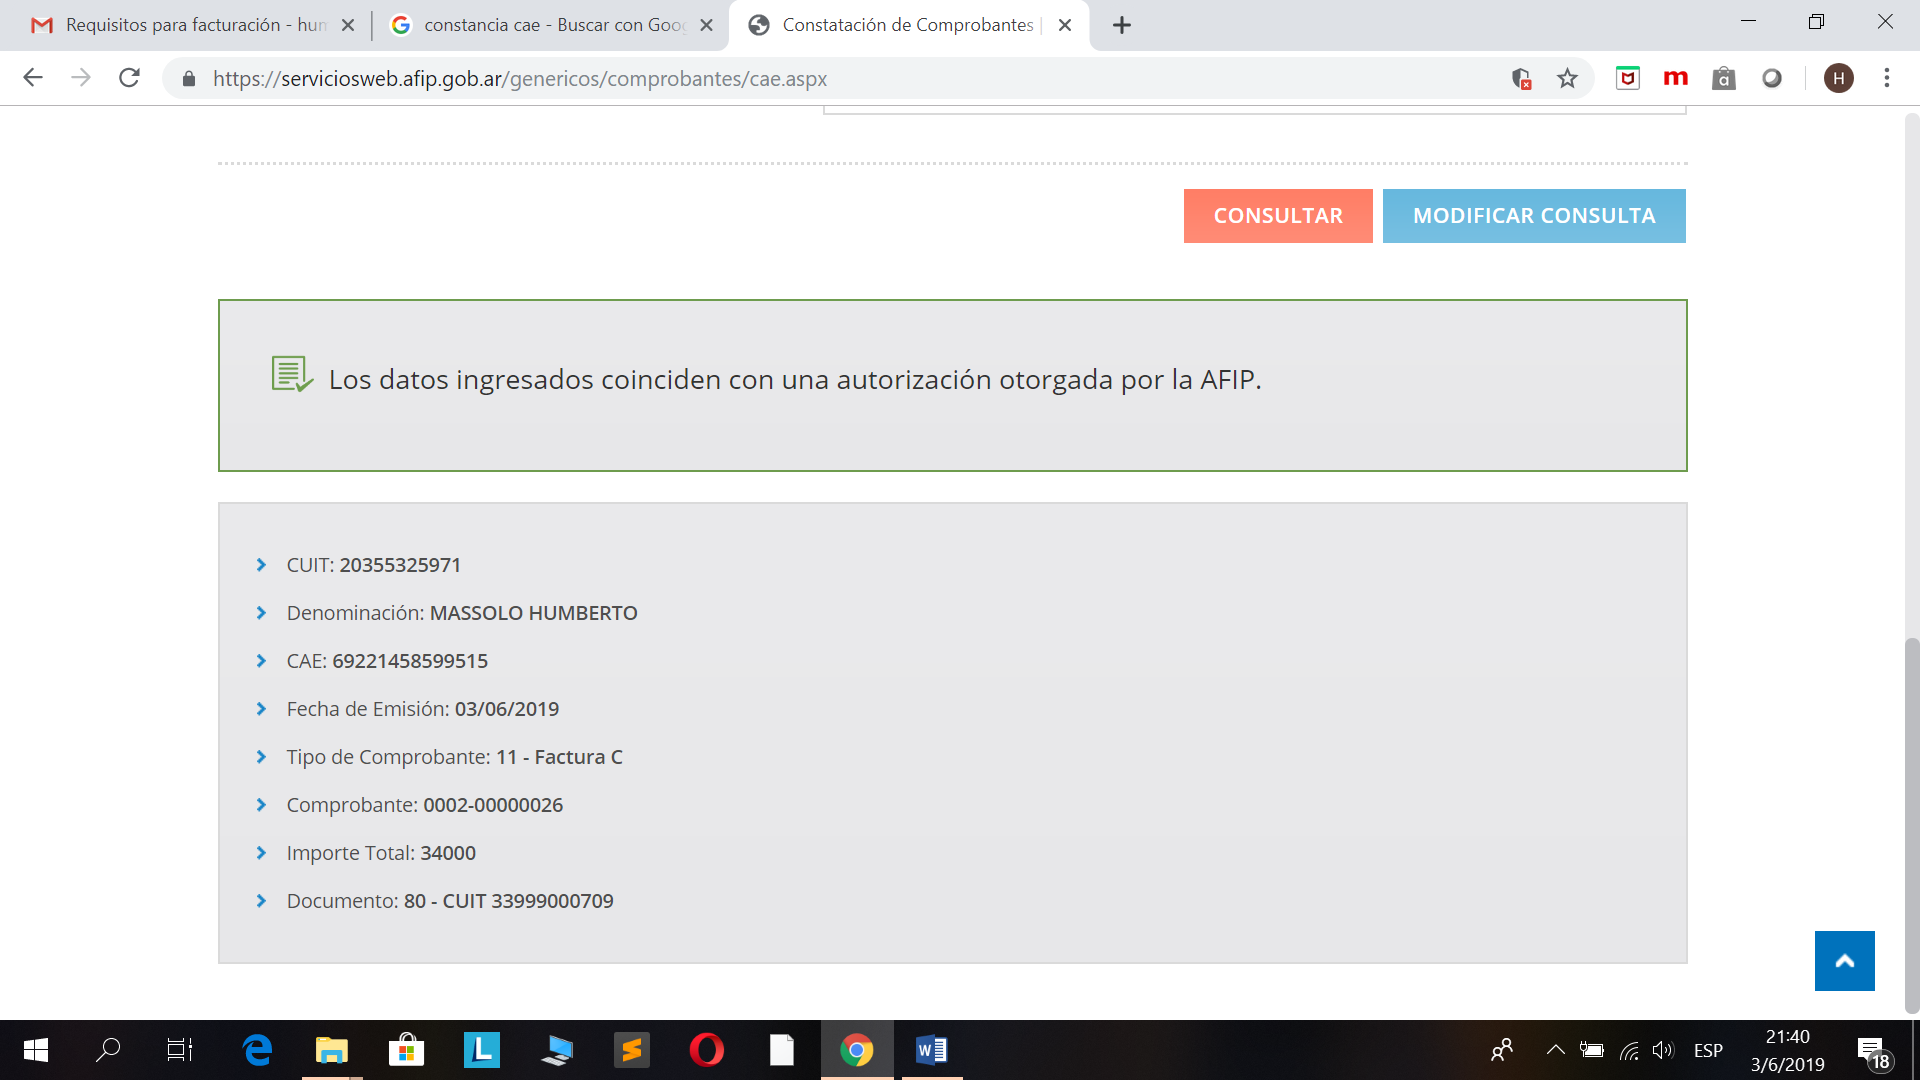 Requisitos para facturación - hum
constancia cae - Buscar con Goog
Constatación de Comprobantes |
https://serviciosweb.afip.gob.ar/genericos/comprobantes/cae.aspx
m
a
H
CONSULTAR
MODIFICAR CONSULTA
Los datos ingresados coinciden con una autorización otorgada por la AFIP.
CUIT: 20355325971
Denominación: MASSOLO HUMBERTO
CAE: 69221458599515
Fecha de Emisión: 03/06/2019
Tipo de Comprobante: 11 - Factura C
Comprobante: 0002-00000026
Importe Total: 34000
Documento: 80 - CUIT 33999000709
L
S
W
ESP
21:40
3/6/2019
18